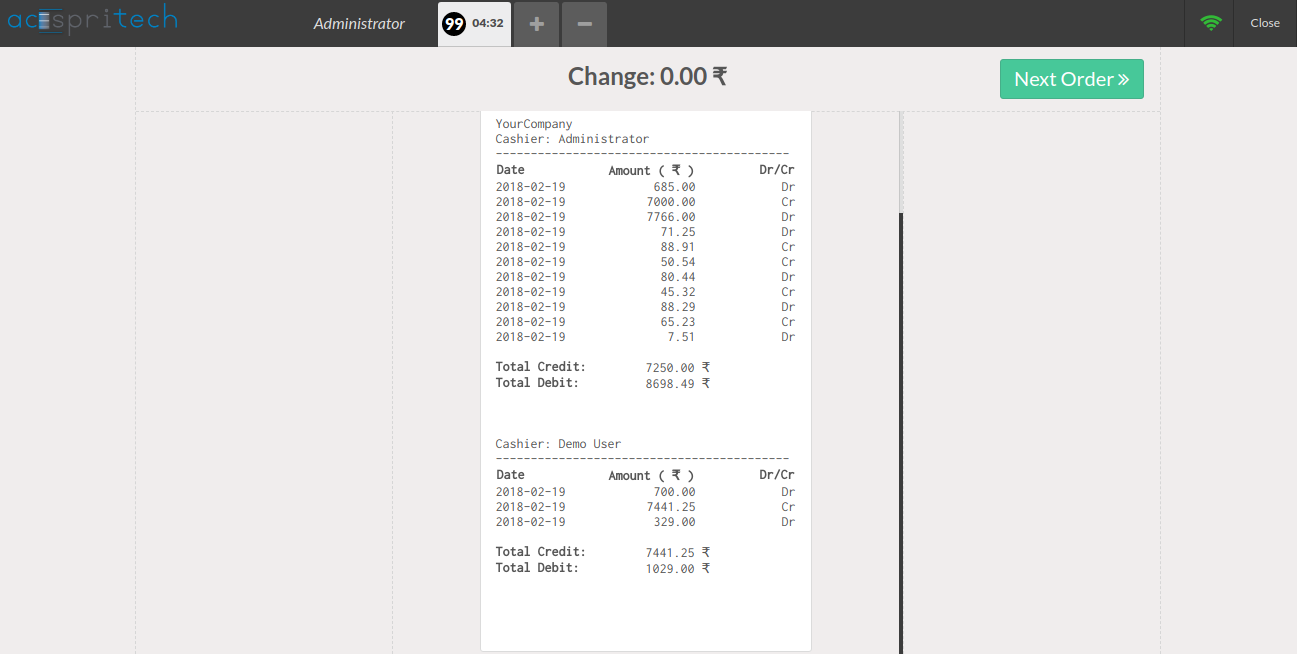 acespritech Administrator 99 04:32 + − Close
Change: 0.00 ₹
Next Order »
YourCompany
Cashier: Administrator
------------------------------------------
Date Amount ( ₹ ) Dr/Cr
2018-02-19 685.00 Dr
2018-02-19 7000.00 Cr
2018-02-19 7766.00 Dr
2018-02-19 71.25 Dr
2018-02-19 88.91 Cr
2018-02-19 50.54 Cr
2018-02-19 80.44 Dr
2018-02-19 45.32 Cr
2018-02-19 88.29 Dr
2018-02-19 65.23 Cr
2018-02-19 7.51 Dr
Total Credit: 7250.00 ₹
Total Debit: 8698.49 ₹
Cashier: Demo User
------------------------------------------
Date Amount ( ₹ ) Dr/Cr
2018-02-19 700.00 Dr
2018-02-19 7441.25 Cr
2018-02-19 329.00 Dr
Total Credit: 7441.25 ₹
Total Debit: 1029.00 ₹